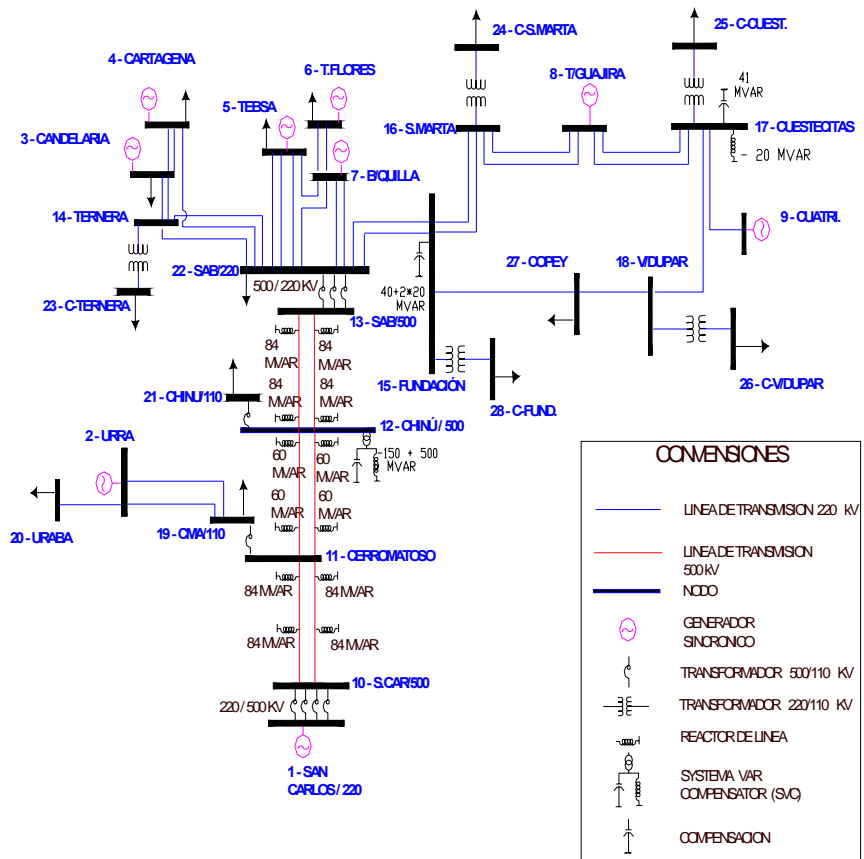 24 - C-S.MARTA
25 - C-CUEST.
4 - CARTAGENA
6 - T.FLORES
8 - T/GUAJIRA
41
MVAR
5 - TEBSA
3 - CANDELARIA
16 - S.MARTA
17 - CUESTECITAS
- 20 MVAR
7 - B/QUILLA
14 - TERNERA
9 - CUATRI.
22 - SAB/220
500 / 220 KV
27 - COPEY
18 - V/DUPAR
40+2*20
MVAR
23 - C-TERNERA
13 - SAB/500
84
MVAR
84
MVAR
84
MVAR
84
MVAR
15 - FUNDACIÓN
26 - C-V/DUPAR
21 - CHINU/110
28 - C-FUND.
12 - CHINÚ / 500
2 - URRA
-150 + 500
MVAR
60
MVAR
60
MVAR
60
MVAR
60
MVAR
20 - URABA
19 - CMA/110
11 - CERROMATOSO
84 MVAR
84 MVAR
84 MVAR
84 MVAR
10 - S.CAR/500
220 / 500 KV
1 - SAN
CARLOS / 220
CONVENSIONES
LINEA DE TRANSMISION 220 kV
LINEA DE TRANSMISION
500 kV
NODO
GENERADOR
SINCRONICO
TRANSFORMADOR 500/110 KV
TRANSFORMADOR 220/110 KV
REACTOR DE LINEA
SYSTEMA VAR
COMPENSATOR (SVC)
COMPENSACION